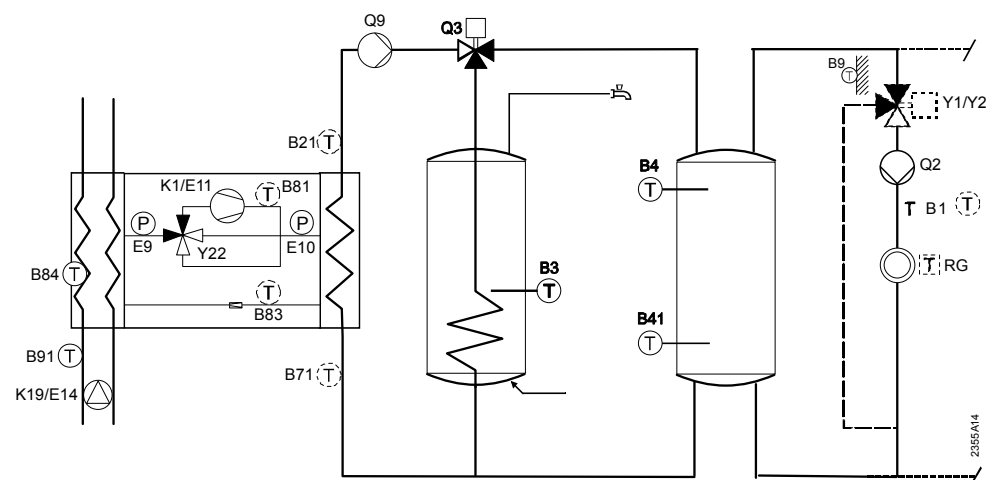 Q9
Q3
B9
T
Y1/Y2
B21 T
K1/E11
T B81
B4
T
Q2
T B1 T
P
P
E9
Y22
E10
T RG
B84 T
B3
T
T
B83
B41
T
B91 T
B71 T
K19/E14
2355A14